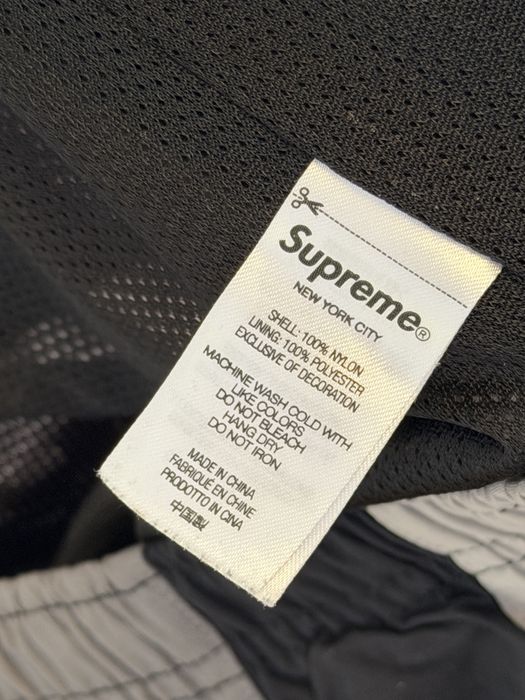 Supreme®
NEW YORK CITY
SHELL: 100% NYLON
LINING: 100% POLYESTER
EXCLUSIVE OF DECORATION
MACHINE WASH COLD WITH
LIKE COLORS
DO NOT BLEACH
HANG DRY
DO NOT IRON
MADE IN CHINA
FABRIQUÉ EN CHINE
PRODOTTO IN CINA
中国製